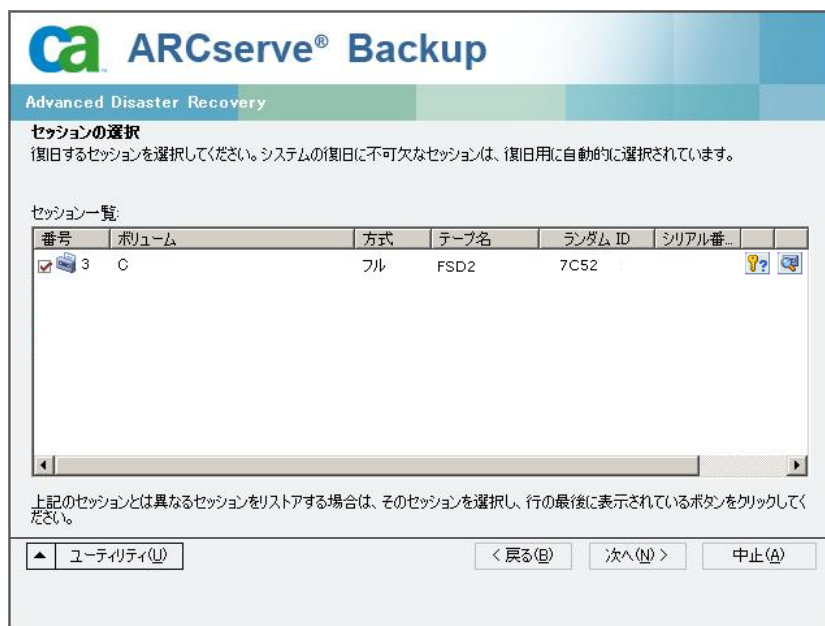 ca ARCserve® Backup
Advanced Disaster Recovery
セッションの選択
復旧するセッションを選択してください。システムの復旧に不可欠なセッションは、復旧用に自動的に選択されています。
セッション一覧:
番号 ボリューム 方式 テープ名 ランダム ID シリアル番...
3 C フル FSD2 7C52
上記のセッションとは異なるセッションをリストアする場合は、そのセッションを選択し、行の最後に表示されているボタンをクリックしてく
ださい。
ユーティリティ(U) < 戻る(B) 次へ(N) > 中止(A)